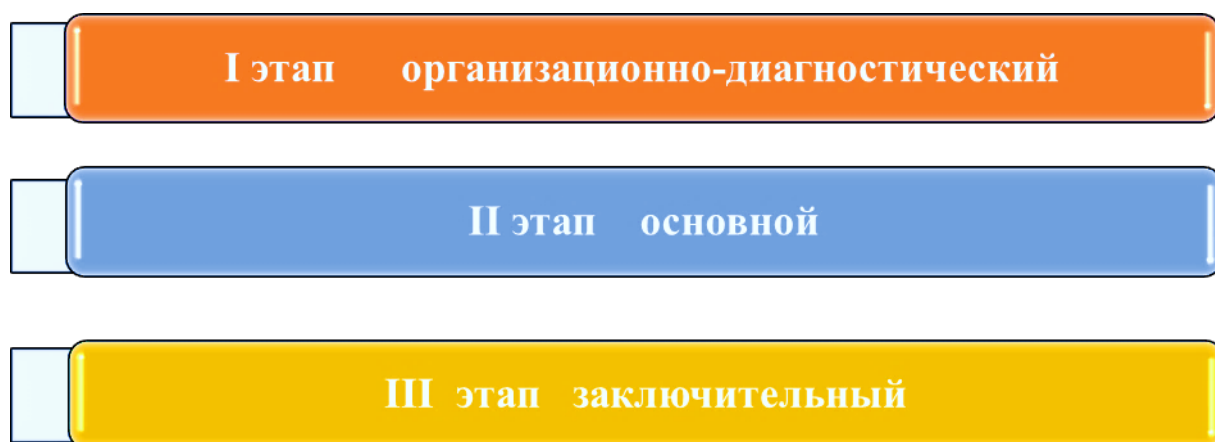 I этап организационно-диагностический
II этап основной
III этап заключительный